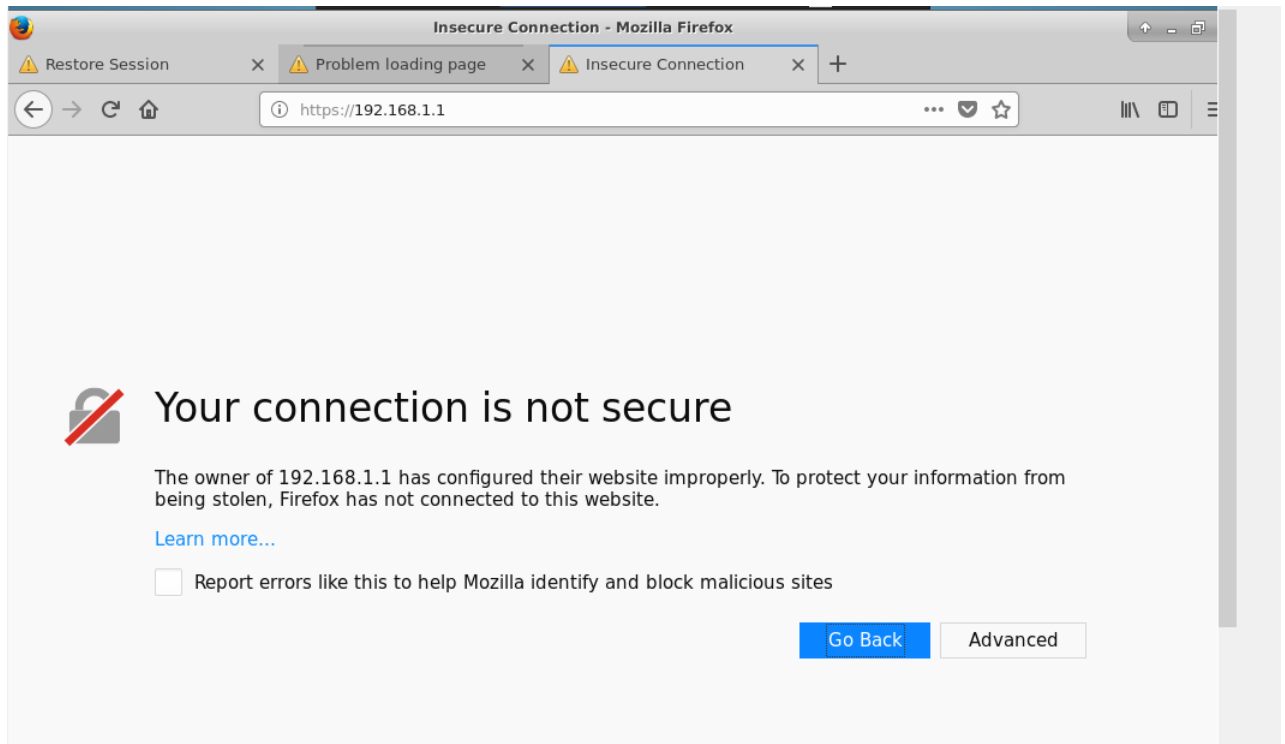 Insecure Connection - Mozilla Firefox
Restore Session
Problem loading page
Insecure Connection
https://192.168.1.1
Your connection is not secure
The owner of 192.168.1.1 has configured their website improperly. To protect your information from
being stolen, Firefox has not connected to this website.
Learn more...
Report errors like this to help Mozilla identify and block malicious sites
Go Back
Advanced